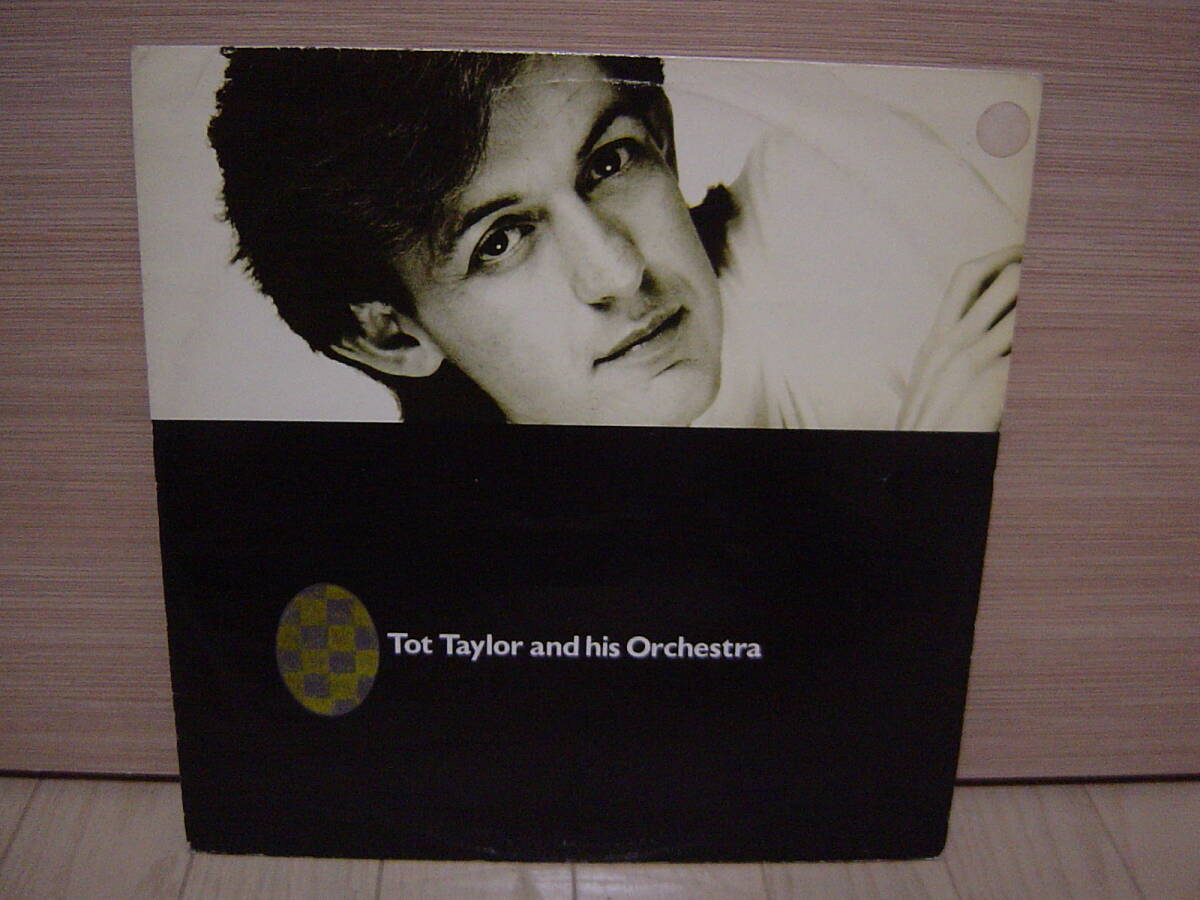 Tot Taylor and his Orchestra